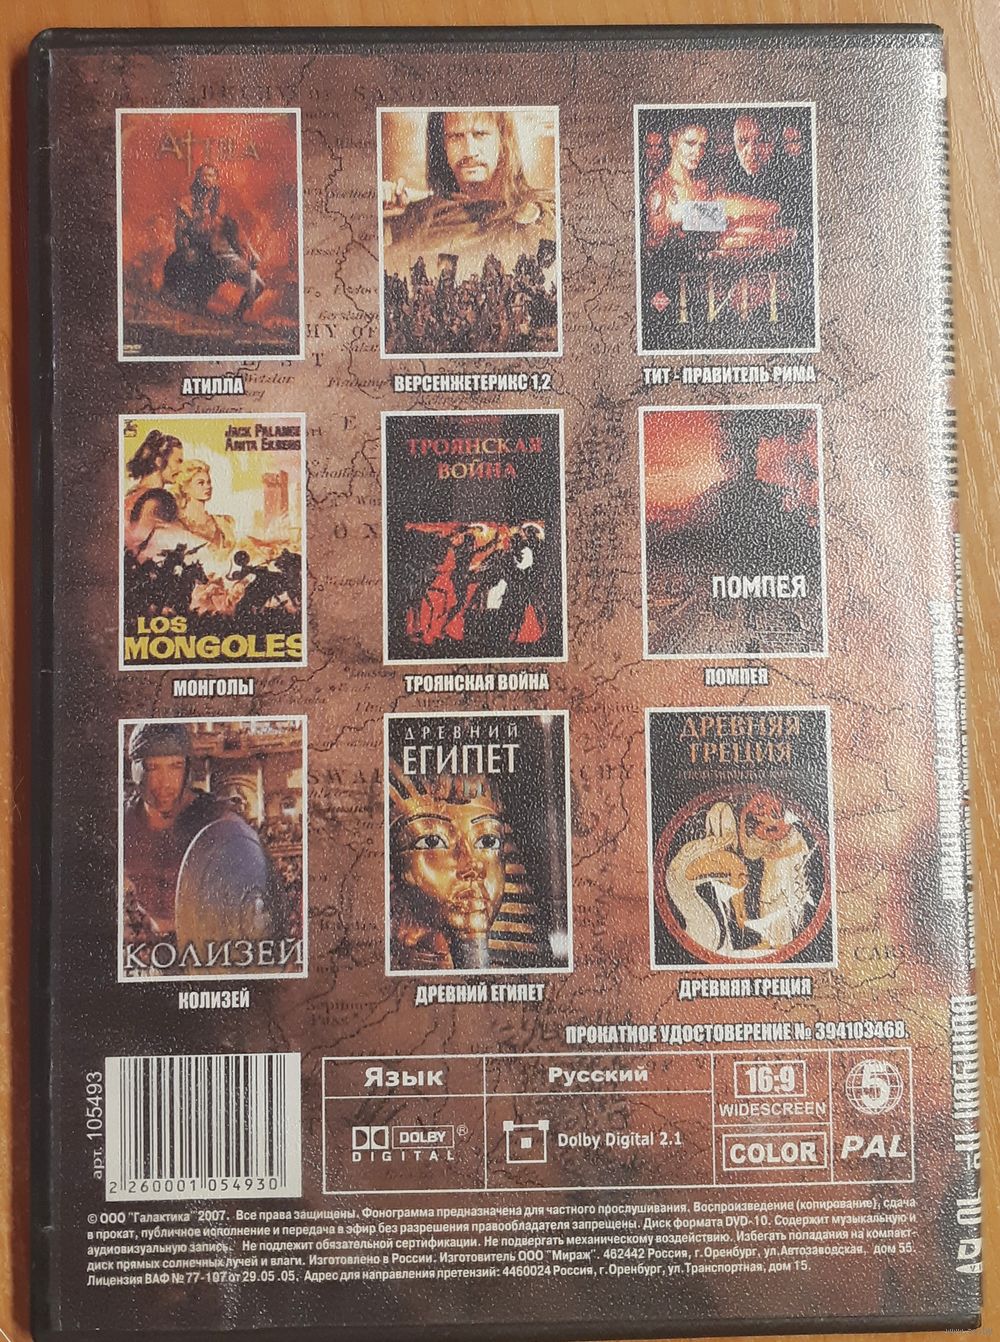 ATTILA
DVD
АТИЛЛА
ВЕРСЕНЖЕТЕРИКС 1,2
ТИТ
ТИТ - ПРАВИТЕЛЬ РИМА
JACK PALANCE
ANITA EKBERG
LOS
MONGOLES
МОНГОЛЫ
ТРОЯНСКАЯ
ВОЙНА
ТРОЯНСКАЯ ВОЙНА
ПОМПЕЯ
ПОМПЕЯ
КОЛИЗЕЙ
КОЛИЗЕЙ
ДРЕВНИЙ
ЕГИПЕТ
ДРЕВНИЙ ЕГИПЕТ
ДРЕВНЯЯ
ГРЕЦИЯ
ДРЕВНЯЯ ГРЕЦИЯ
ПРОКАТНОЕ УДОСТОВЕРЕНИЕ № 394103468
арт. 105493
2 260001 054930
Язык
Русский
DOLBY ®
DIGITAL
Dolby Digital 2.1
16:9
WIDESCREEN
COLOR
5
PAL
© ООО "Галактика" 2007. Все права защищены. Фонограмма предназначена для частного прослушивания. Воспроизведение (копирование), сдача
в прокат, публичное исполнение и передача в эфир без разрешения правообладателя запрещены. Диск формата DVD-10. Содержит музыкальную и
аудиовизуальную запись. Не подлежит обязательной сертификации. Не подвергать механическому воздействию. Избегать попадания на компакт-
диск прямых солнечных лучей и влаги. Изготовлено в России. Изготовитель ООО "Мираж". 462442 Россия, г.Оренбург, ул.Автозаводская, дом 55.
Лицензия ВАФ № 77-107 от 29.05.05. Адрес для направления претензий: 4460024 Россия, г.Оренбург, ул.Транспортная, дом 15.